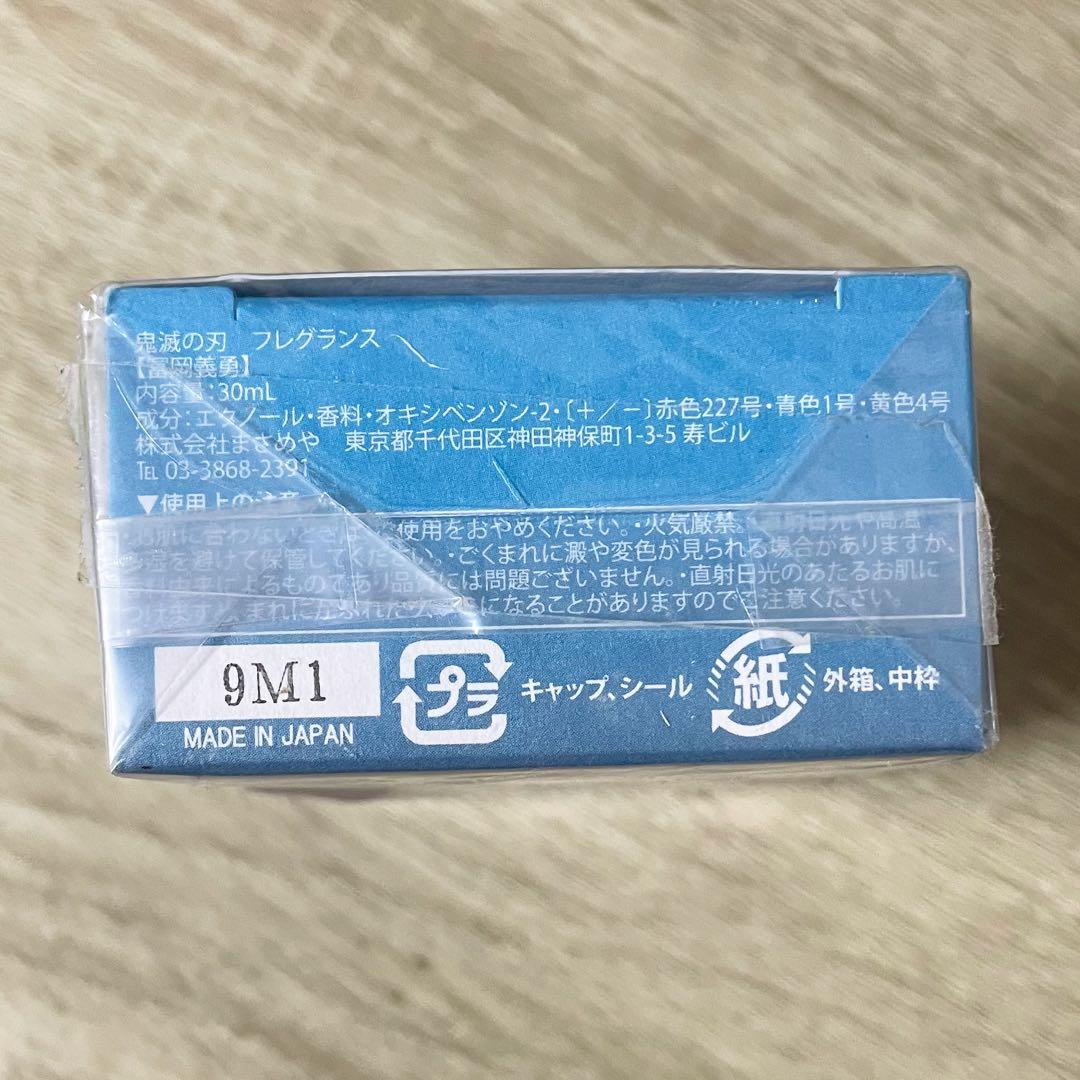 鬼滅の刃　フレグランス
【冨岡義勇】
内容量：30mL
成分：エタノール・香料・オキシベンゾン-2・〔＋／－〕赤色227号・青色1号・黄色4号
株式会社まさめや　東京都千代田区神田神保町1-3-5 寿ビル
TEL 03-3868-2391
▼使用上の注意
使用をおやめください。・火気厳禁。直射日光や高温
を避けて保管してください。・ごくまれに澱や変色が見られる場合がありますが、
るものであり品質には問題ございません。・直射日光のあたるお肌に
になることがありますのでご注意ください。
9M1
MADE IN JAPAN
プラ
キャップ、シール
紙
外箱、中枠